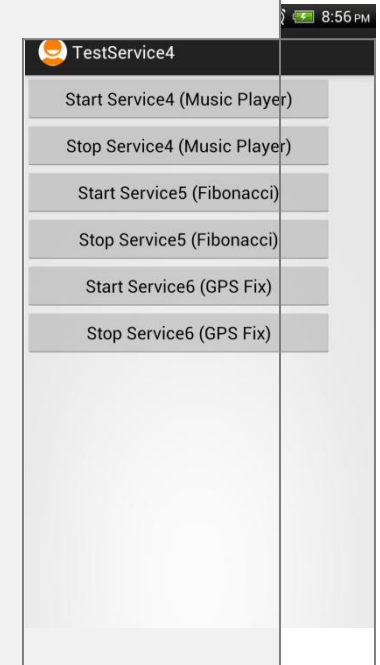 8:56 PM
TestService4
Start Service4 (Music Player)
Stop Service4 (Music Player)
Start Service5 (Fibonacci)
Stop Service5 (Fibonacci)
Start Service6 (GPS Fix)
Stop Service6 (GPS Fix)